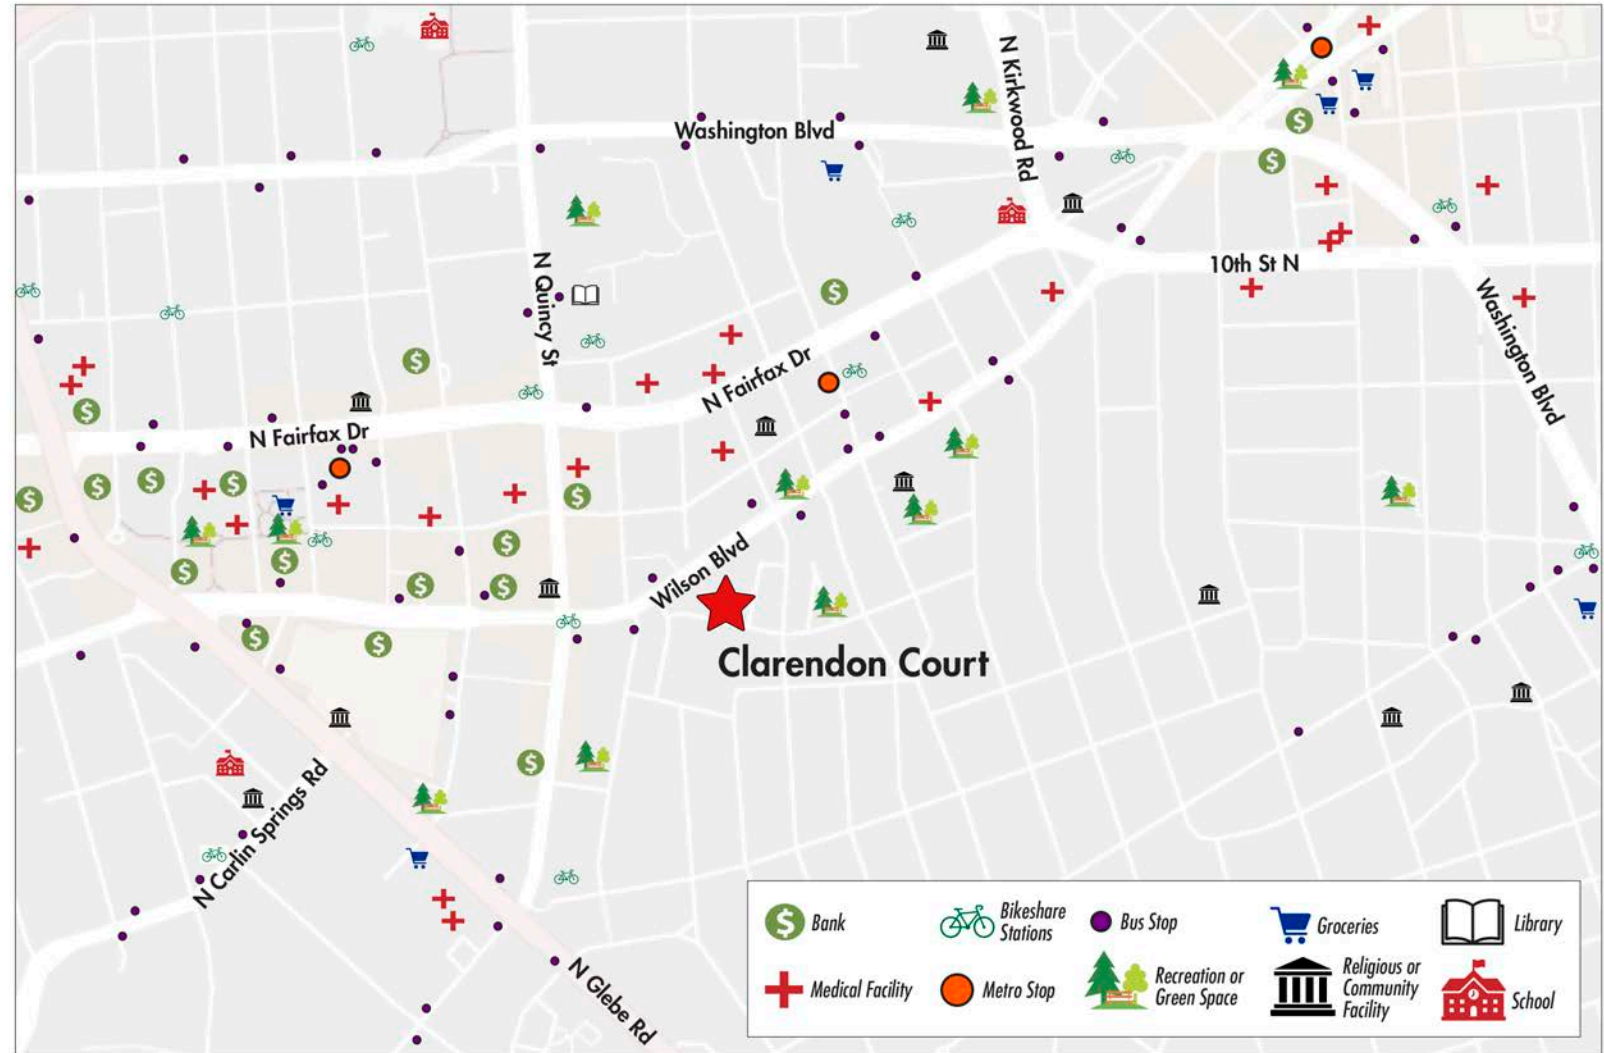 N Kirkwood Rd
Washington Blvd
N Quincy St
10th St N
Washington Blvd
N Fairfax Dr
N Fairfax Dr
Wilson Blvd
Clarendon Court
N Carlin Springs Rd
N Glebe Rd
Bank
Bikeshare
Stations
Bus Stop
Groceries
Library
Medical Facility
Metro Stop
Recreation or
Green Space
Religious or
Community
Facility
School